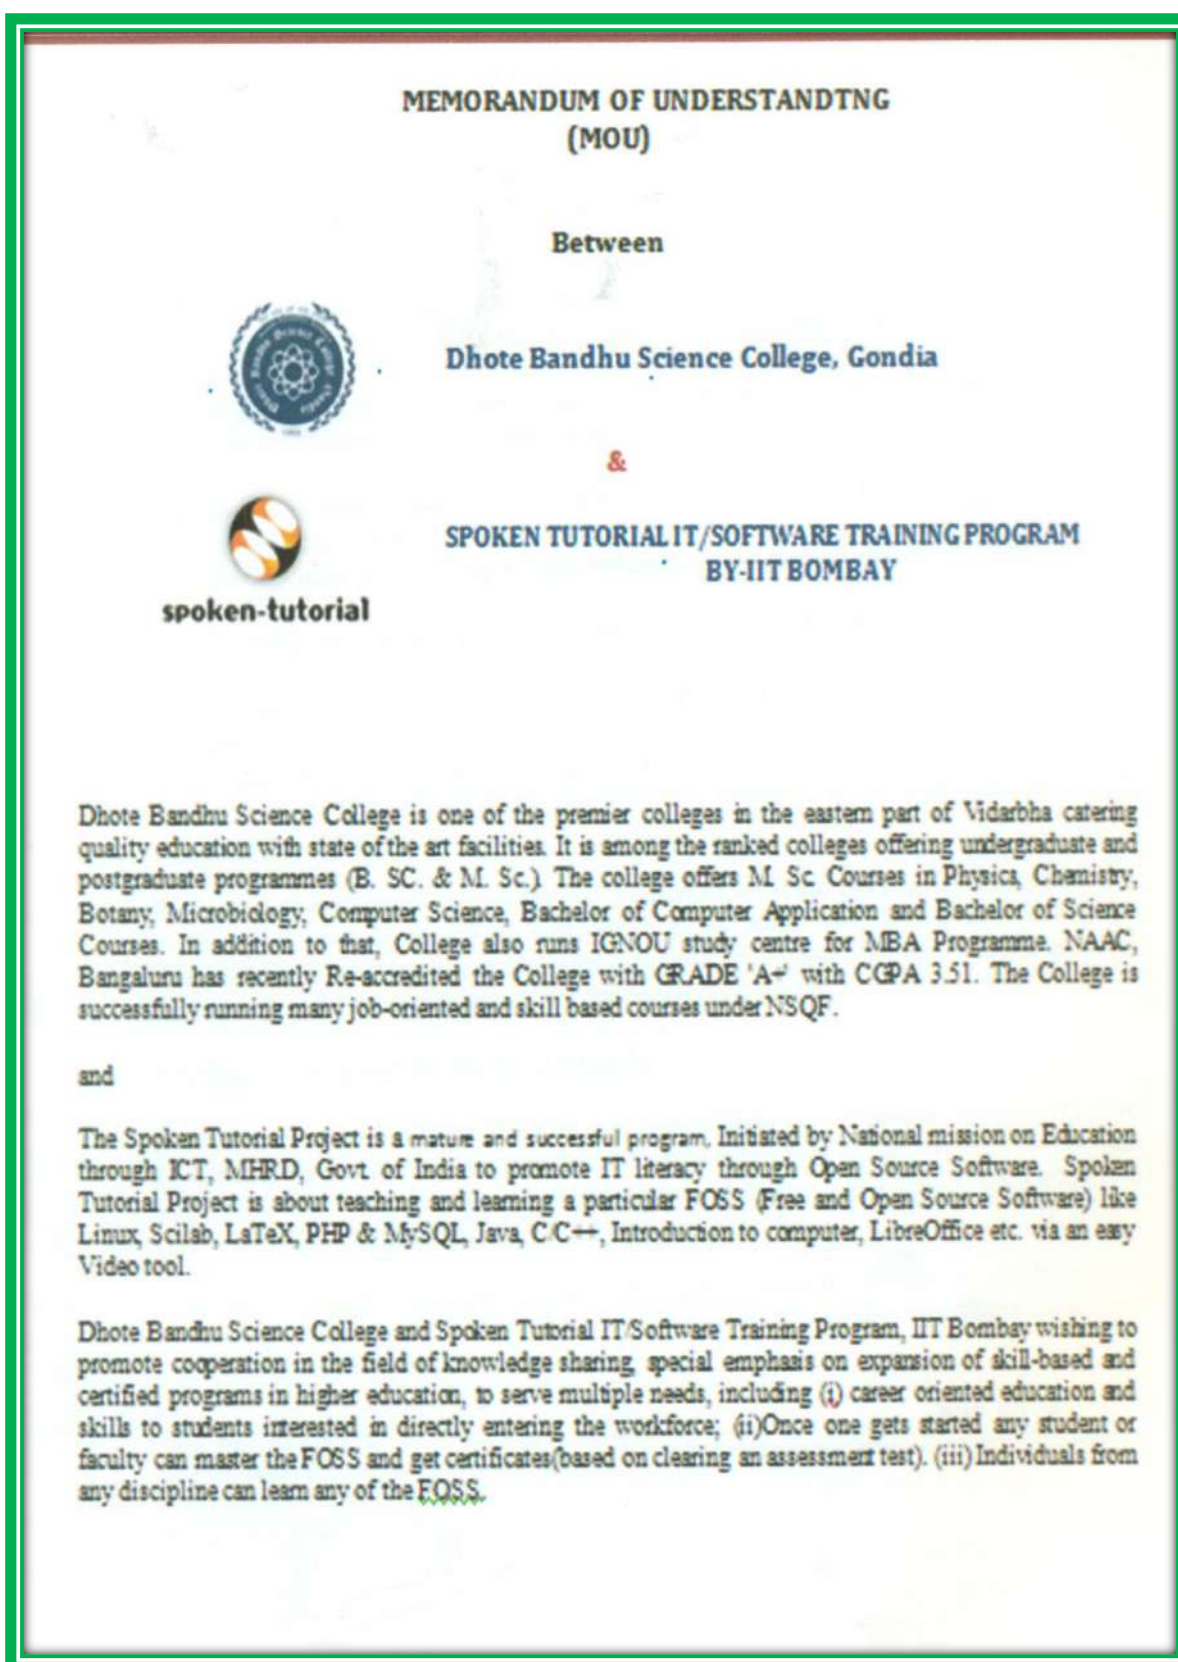 MEMORANDUM OF UNDERSTANDTNG
(MOU)
Between
Dhote Bandhu Science College Gondia
Dhote Bandhu Science College, Gondia
&
SPOKEN TUTORIAL IT/SOFTWARE TRAINING PROGRAM
BY-IIT BOMBAY
spoken-tutorial
Dhote Bandhu Science College is one of the premier colleges in the eastern part of Vidarbha catering
quality education with state of the art facilities. It is among the ranked colleges offering undergraduate and
postgraduate programmes (B. SC. & M. Sc.). The college offers M. Sc. Courses in Physics, Chemistry,
Botany, Microbiology, Computer Science, Bachelor of Computer Application and Bachelor of Science
Courses. In addition to that, College also runs IGNOU study centre for MBA Programme. NAAC,
Bangaluru has recently Re-accredited the College with GRADE 'A+' with CGPA 3.51. The College is
successfully running many job-oriented and skill based courses under NSQF.
and
The Spoken Tutorial Project is a mature and successful program, Initiated by National mission on Education
through ICT, MHRD, Govt. of India to promote IT literacy through Open Source Software. Spoken
Tutorial Project is about teaching and learning a particular FOSS (Free and Open Source Software) like
Linux, Scilab, LaTeX, PHP & MySQL, Java, C/C++, Introduction to computer, LibreOffice etc. via an easy
Video tool.
Dhote Bandhu Science College and Spoken Tutorial IT/Software Training Program, IIT Bombay wishing to
promote cooperation in the field of knowledge sharing, special emphasis on expansion of skill-based and
certified programs in higher education, to serve multiple needs, including (i) career oriented education and
skills to students interested in directly entering the workforce; (ii)Once one gets started any student or
faculty can master the FOSS and get certificates(based on clearing an assessment test). (iii) Individuals from
any discipline can learn any of the FOSS.